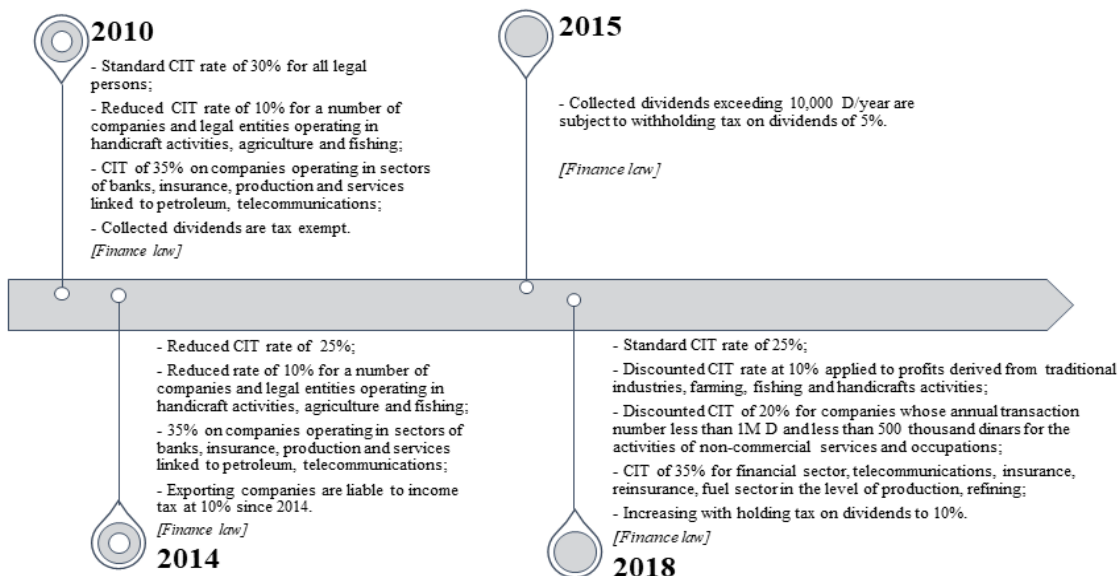 2010
- Standard CIT rate of 30% for all legal
persons;
- Reduced CIT rate of 10% for a number of
companies and legal entities operating in
handicraft activities, agriculture and fishing;
- CIT of 35% on companies operating in sectors
of banks, insurance, production and services
linked to petroleum, telecommunications;
- Collected dividends are tax exempt.
[Finance law]
2015
- Collected dividends exceeding 10,000 D/year are
subject to withholding tax on dividends of 5%.
[Finance law]
- Reduced CIT rate of 25%;
- Reduced rate of 10% for a number of
companies and legal entities operating in
handicraft activities, agriculture and fishing;
- 35% on companies operating in sectors of
banks, insurance, production and services
linked to petroleum, telecommunications;
- Exporting companies are liable to income
tax at 10% since 2014.
[Finance law]
2014
- Standard CIT rate of 25%;
- Discounted CIT rate at 10% applied to profits derived from traditional
industries, farming, fishing and handicrafts activities;
- Discounted CIT of 20% for companies whose annual transaction
number less than 1M D and less than 500 thousand dinars for the
activities of non-commercial services and occupations;
- CIT of 35% for financial sector, telecommunications, insurance,
reinsurance, fuel sector in the level of production, refining;
- Increasing with holding tax on dividends to 10%.
[Finance law]
2018